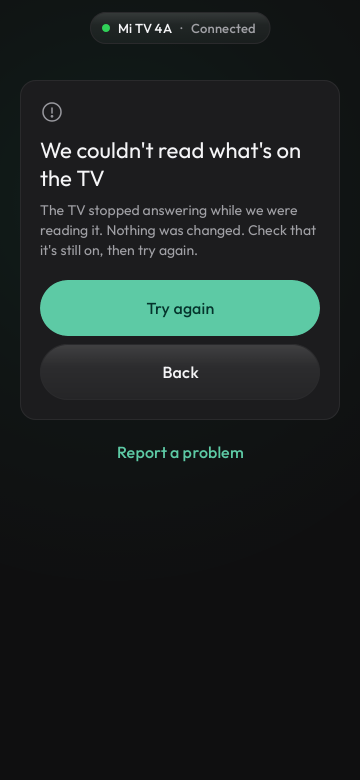 Mi TV 4A · Connected
We couldn't read what's on
the TV
The TV stopped answering while we were
reading it. Nothing was changed. Check that
it's still on, then try again.
Try again
Back
Report a problem